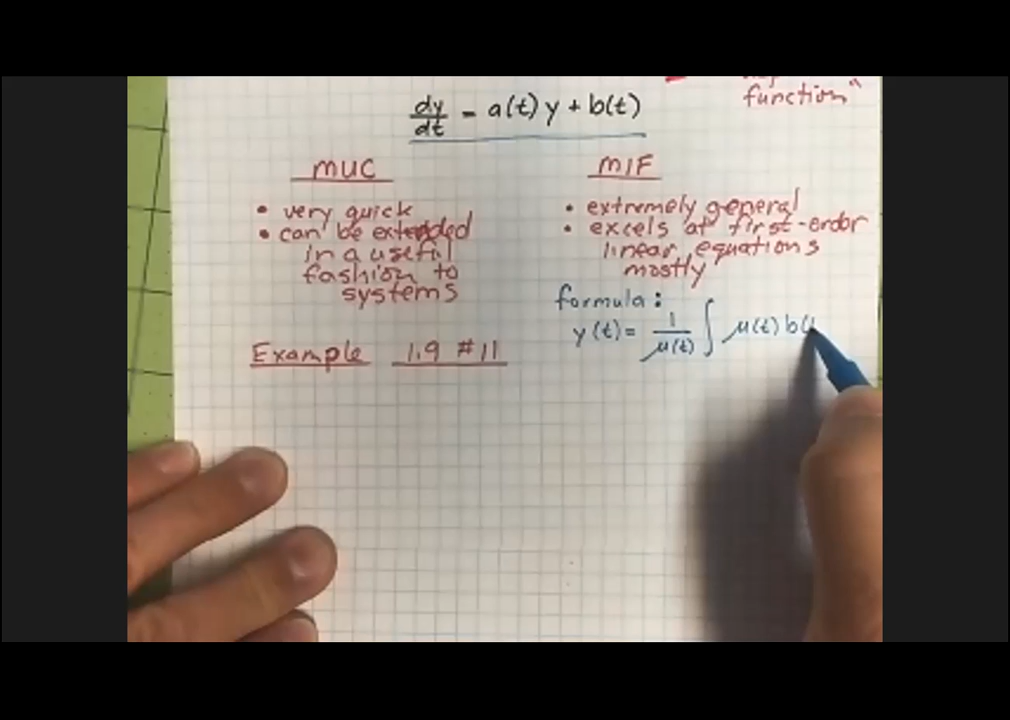 function"
dy/dt = a(t) y + b(t)
MUC
• very quick
• can be extended
in a useful
fashion to
systems
MIF
• extremely general
• excels at first-order
linear equations
mostly
formula:
y(t) = 1/μ(t) ∫ μ(t) b(
Example 1.9 #11